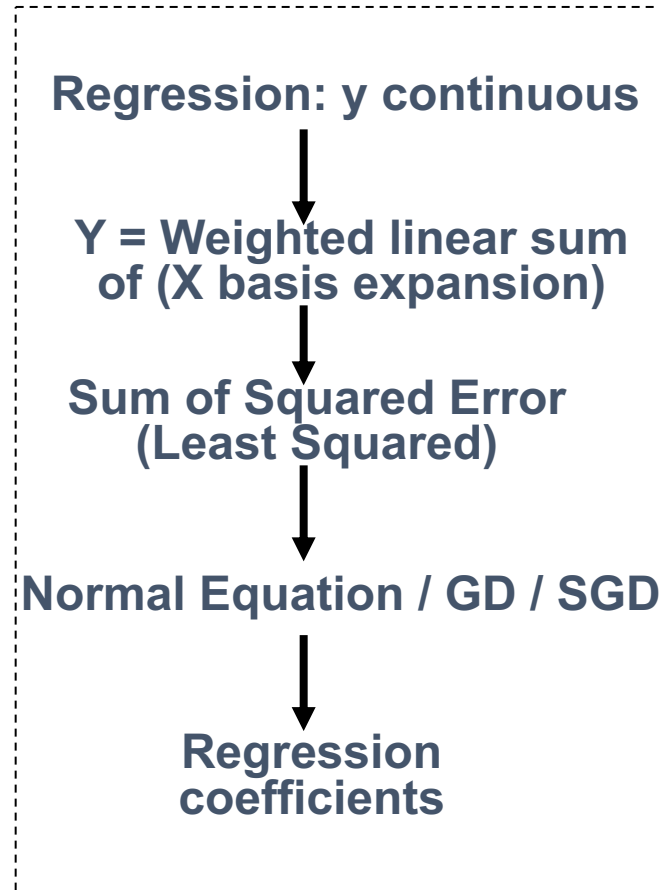 Regression: y continuous
Y = Weighted linear sum
of (X basis expansion)
Sum of Squared Error
(Least Squared)
Normal Equation / GD / SGD
Regression
coefficients